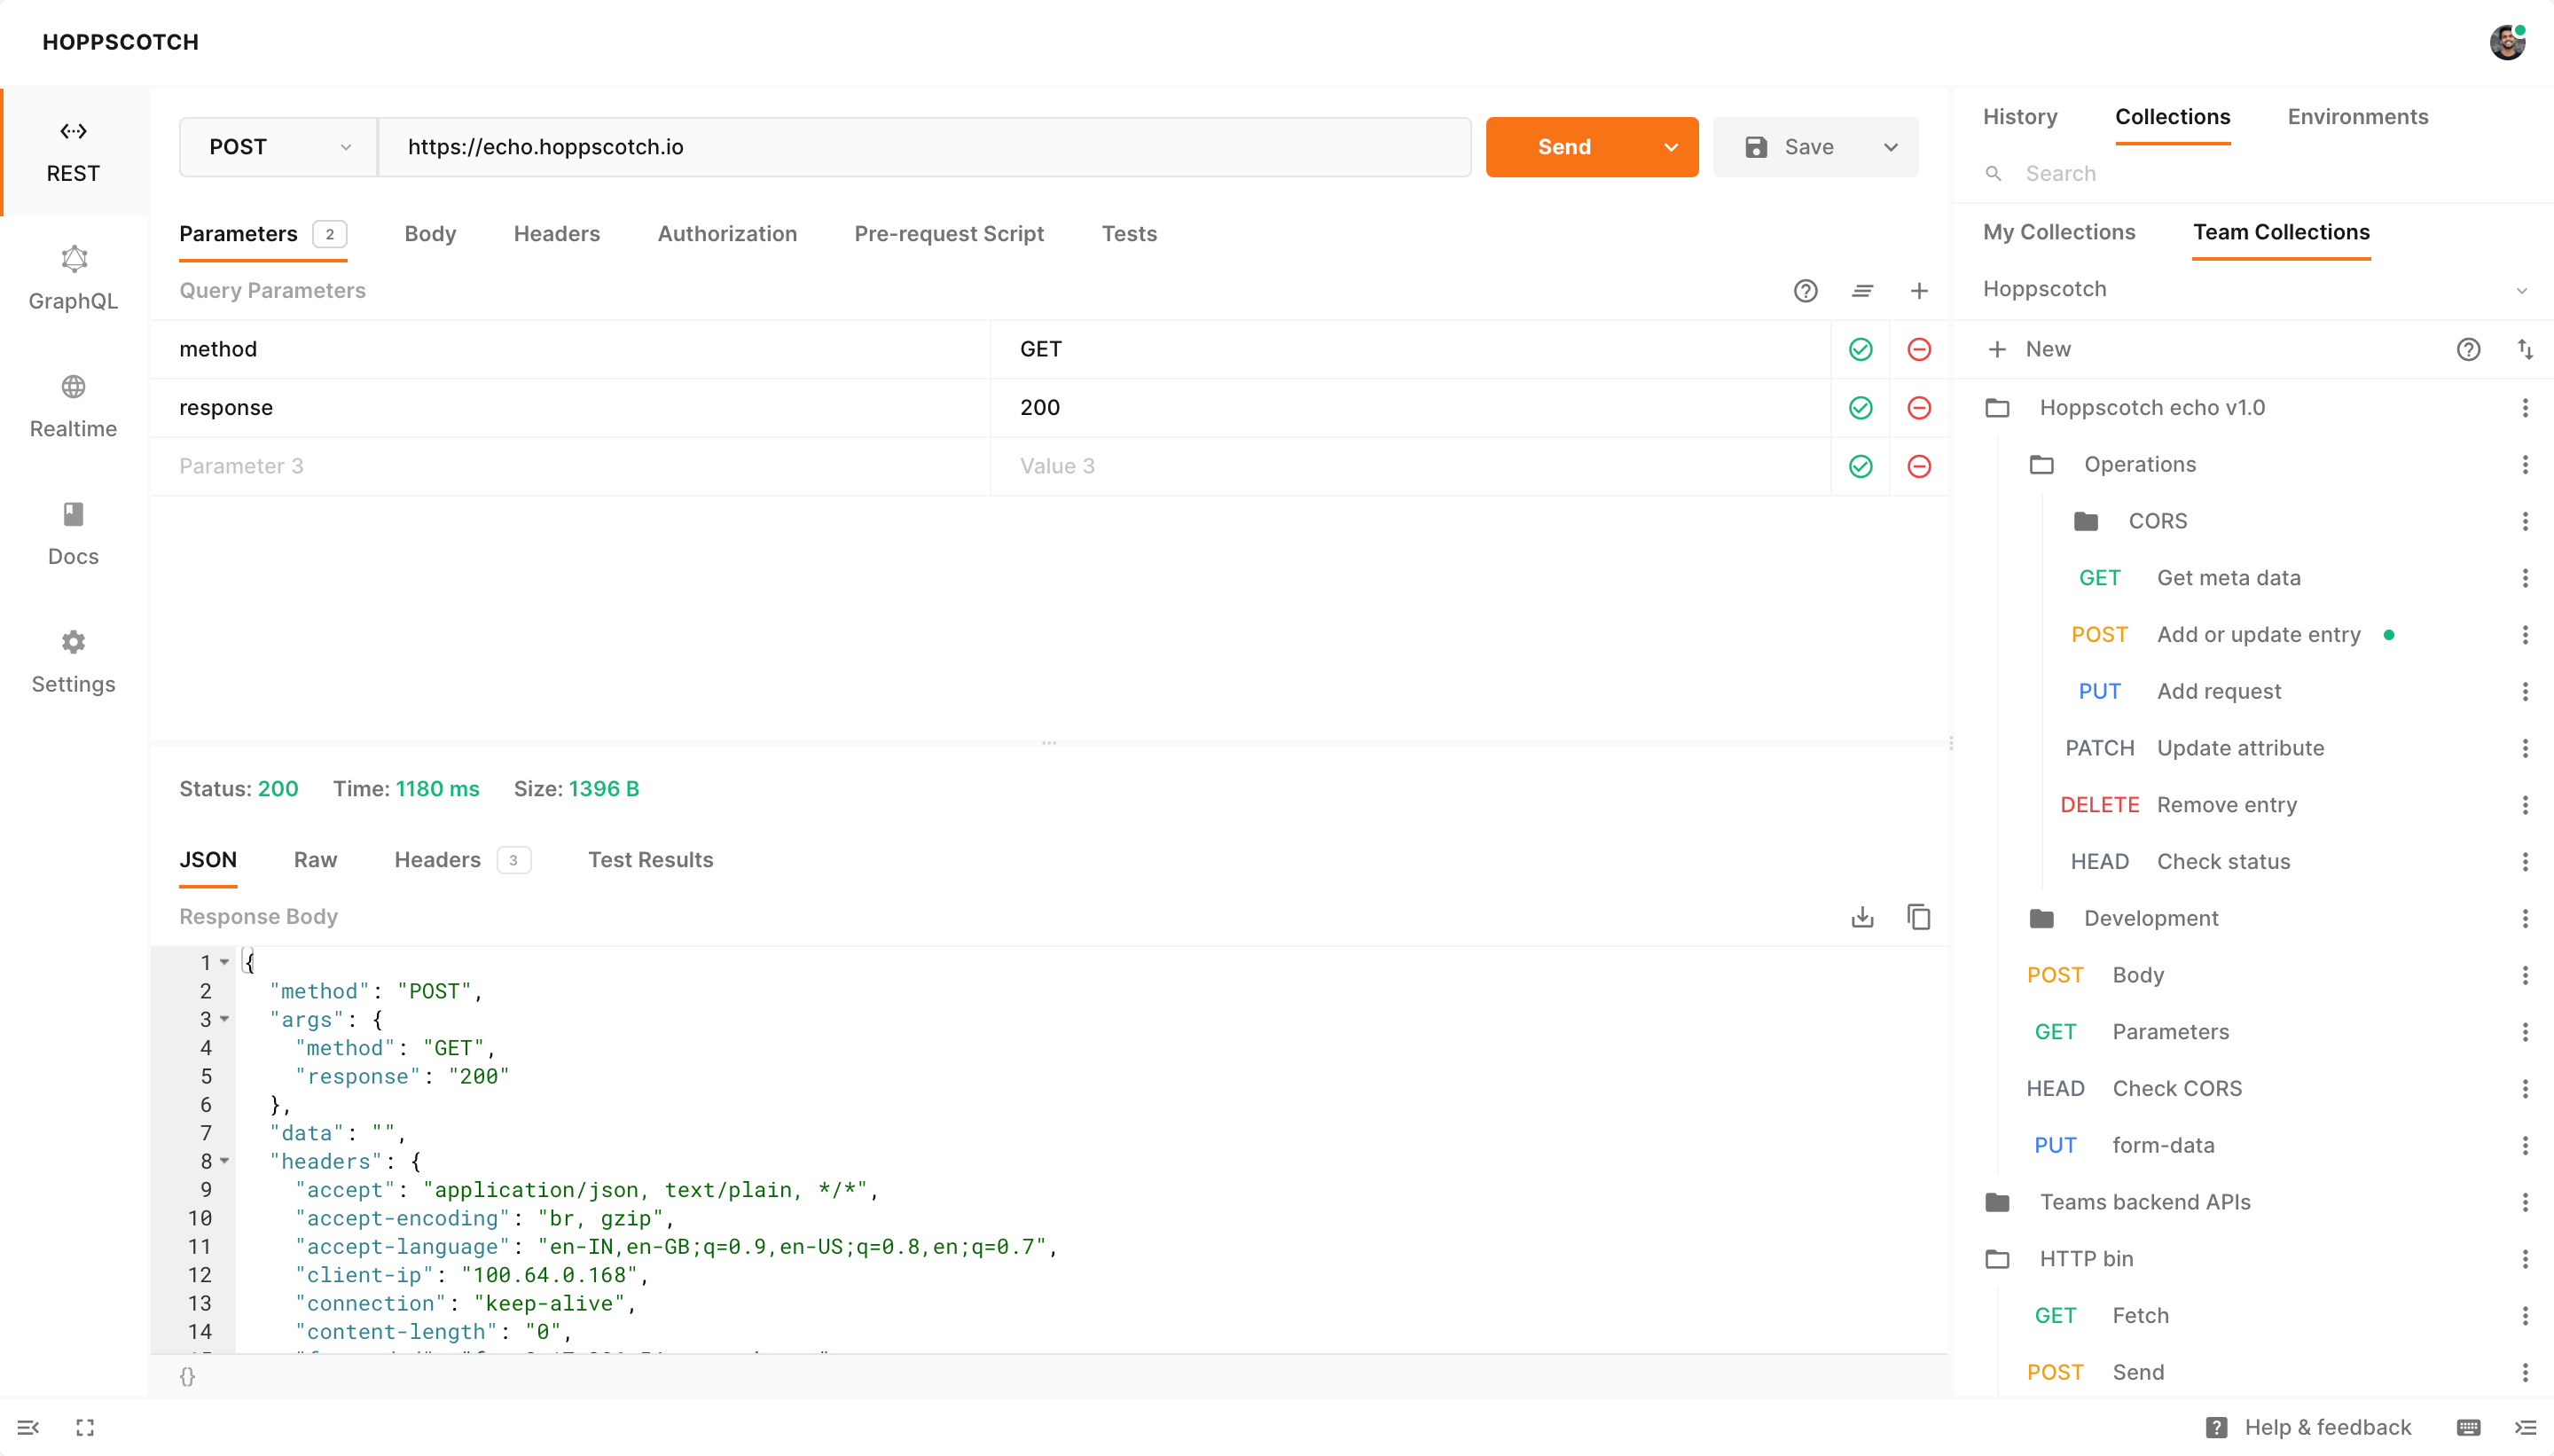 HOPPSCOTCH
REST
GraphQL
Realtime
Docs
Settings
POST
https://echo.hoppscotch.io
Send
Save
Parameters 2
Body
Headers
Authorization
Pre-request Script
Tests
Query Parameters
method
GET
response
200
Parameter 3
Value 3
Status: 200 Time: 1180 ms Size: 1396 B
JSON
Raw
Headers 3
Test Results
Response Body
1 {
2 "method": "POST",
3 "args": {
4 "method": "GET",
5 "response": "200"
6 },
7 "data": "",
8 "headers": {
9 "accept": "application/json, text/plain, */*",
10 "accept-encoding": "br, gzip",
11 "accept-language": "en-IN,en-GB;q=0.9,en-US;q=0.8,en;q=0.7",
12 "client-ip": "100.64.0.168",
13 "connection": "keep-alive",
14 "content-length": "0",
{}
History
Collections
Environments
Search
My Collections
Team Collections
Hoppscotch
New
Hoppscotch echo v1.0
Operations
CORS
GET Get meta data
POST Add or update entry
PUT Add request
PATCH Update attribute
DELETE Remove entry
HEAD Check status
Development
POST Body
GET Parameters
HEAD Check CORS
PUT form-data
Teams backend APIs
HTTP bin
GET Fetch
POST Send
Help & feedback